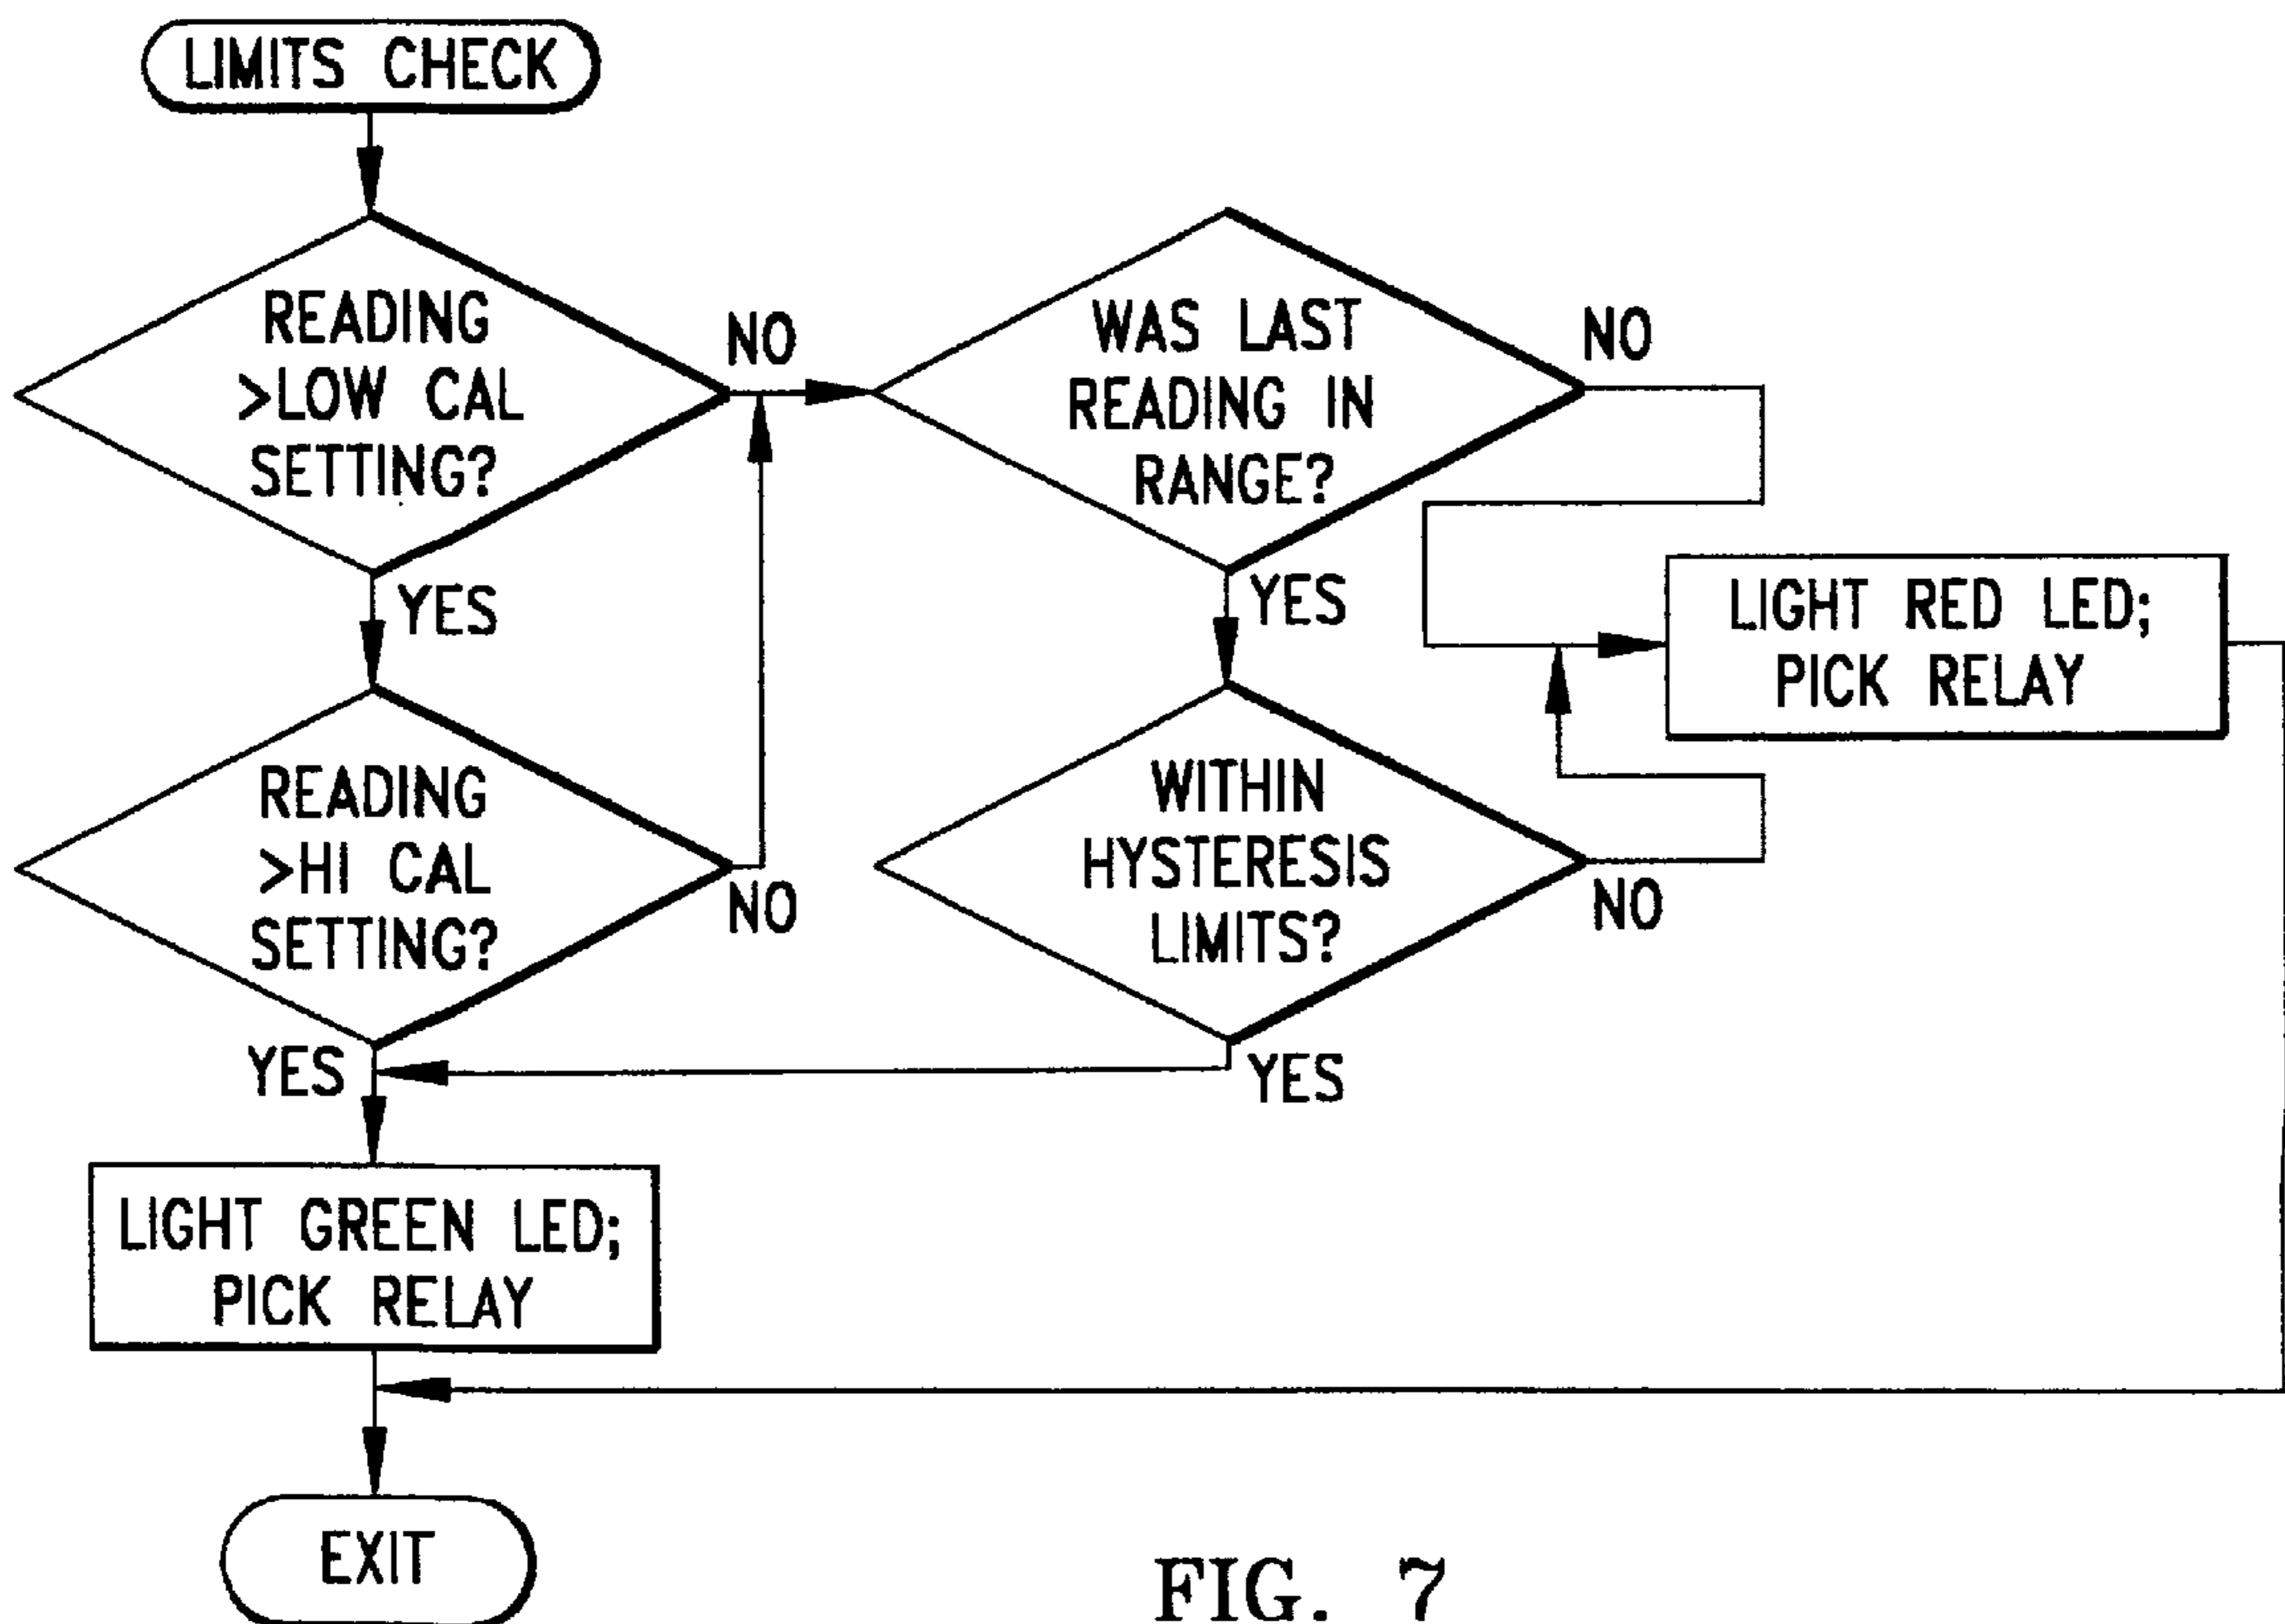 LIMITS CHECK
READING
>LOW CAL
SETTING?
NO
YES
READING
>HI CAL
SETTING?
NO
YES
WAS LAST
READING IN
RANGE?
NO
YES
WITHIN
HYSTERESIS
LIMITS?
NO
YES
LIGHT RED LED;
PICK RELAY
LIGHT GREEN LED;
PICK RELAY
EXIT
FIG. 7